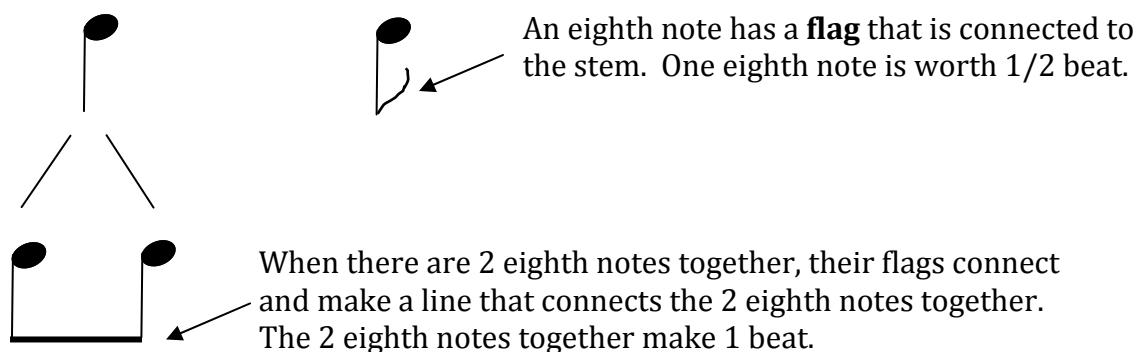 An eighth note has a flag that is connected to
the stem.  One eighth note is worth 1/2 beat.
When there are 2 eighth notes together, their flags connect
and make a line that connects the 2 eighth notes together.
The 2 eighth notes together make 1 beat.